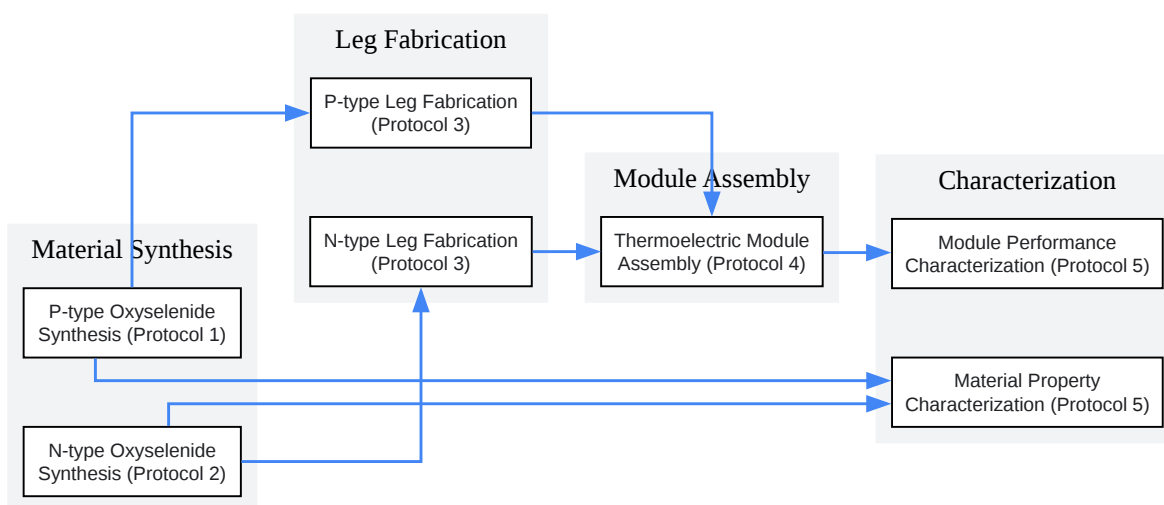 Leg Fabrication
P-type Leg Fabrication
(Protocol 3)
N-type Leg Fabrication
(Protocol 3)
Material Synthesis
P-type Oxyselenide
Synthesis (Protocol 1)
N-type Oxyselenide
Synthesis (Protocol 2)
Module Assembly
Thermoelectric Module
Assembly (Protocol 4)
Characterization
Module Performance
Characterization (Protocol 5)
Material Property
Characterization (Protocol 5)